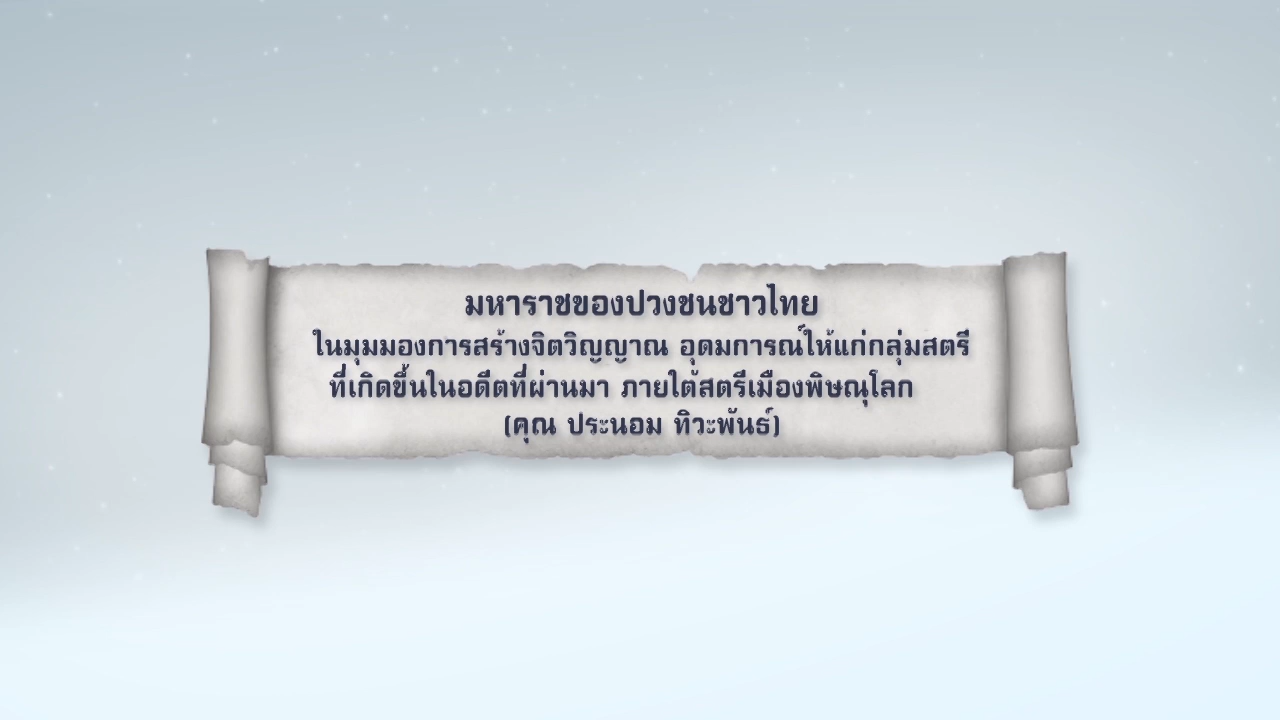 มหาราชของปวงชนชาวไทย
ในมุมมองการสร้างจิตวิญญาณ อุดมการณ์ให้แก่กลุ่มสตรี
ที่เกิดขึ้นในอดีตที่ผ่านมา ภายใต้สตรีเมืองพิษณุโลก
(คุณ ประนอม ทิวะพันธ์)